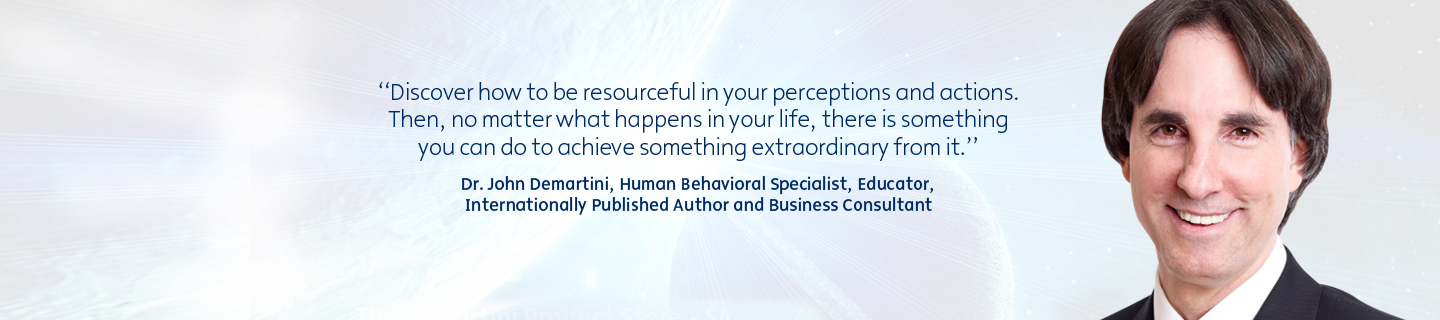 “Discover how to be resourceful in your perceptions and actions.
Then, no matter what happens in your life, there is something
you can do to achieve something extraordinary from it.”
Dr. John Demartini, Human Behavioral Specialist, Educator,
Internationally Published Author and Business Consultant